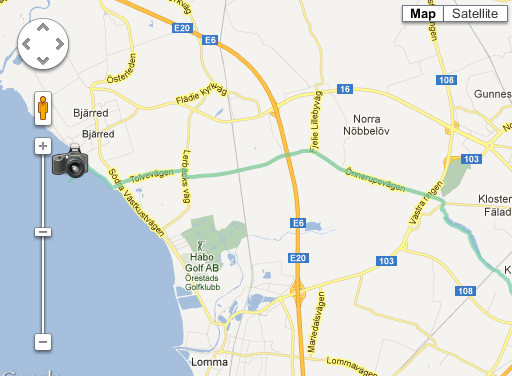 Map
Satellite
E20
E6
Österleden
Flädie kyrkväg
16
108
Gunnes
Bjärred
Bjärred
Norra
Nöbbelöv
Fjelie Lillebyväg
103
Tolvevägen
Lerbäcks väg
Södra Västkustvägen
Önnerupsvägen
Västra ringen
Kloster
Fälad
E6
Habo
Golf AB
Örestads
Golfklubb
E20
103
K
108
Mariedalsvägen
Lomma
Lommavägen